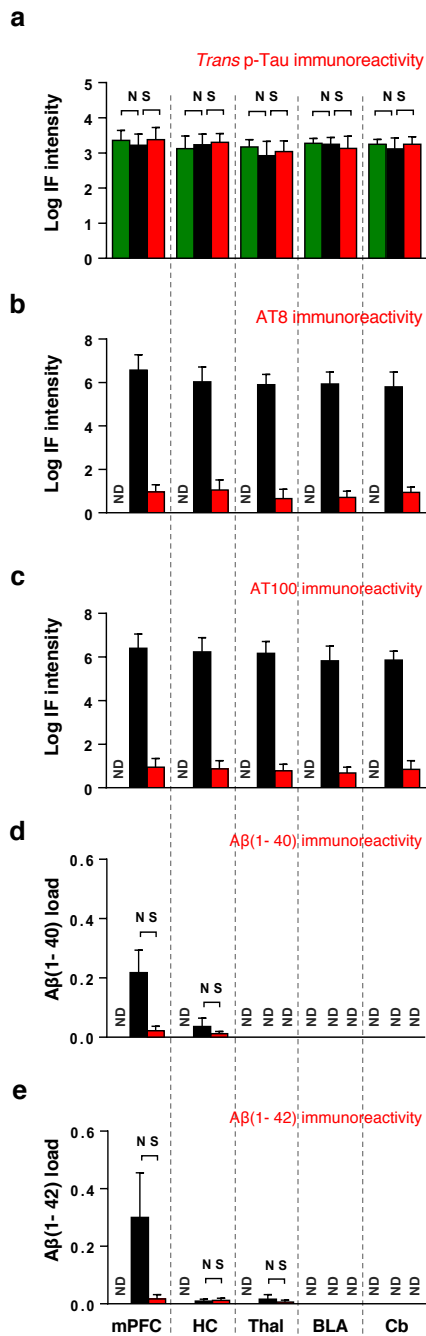 a
Trans p-Tau immunoreactivity
Log IF intensity
5
4
3
2
1
0
N S N S N S N S N S
b
AT8 immunoreactivity
Log IF intensity
8
6
4
2
0
ND ND ND ND ND
c
AT100 immunoreactivity
Log IF intensity
8
6
4
2
0
ND ND ND ND ND
d
Aβ(1- 40) immunoreactivity
Aβ(1- 40) load
0.6
0.4
0.2
0.0
N S N S
ND ND ND ND ND ND ND ND ND ND ND
e
Aβ(1- 42) immunoreactivity
Aβ(1- 42) load
0.6
0.4
0.2
0.0
N S N S N S
ND ND ND ND ND ND ND ND ND
mPFC HC Thal BLA Cb